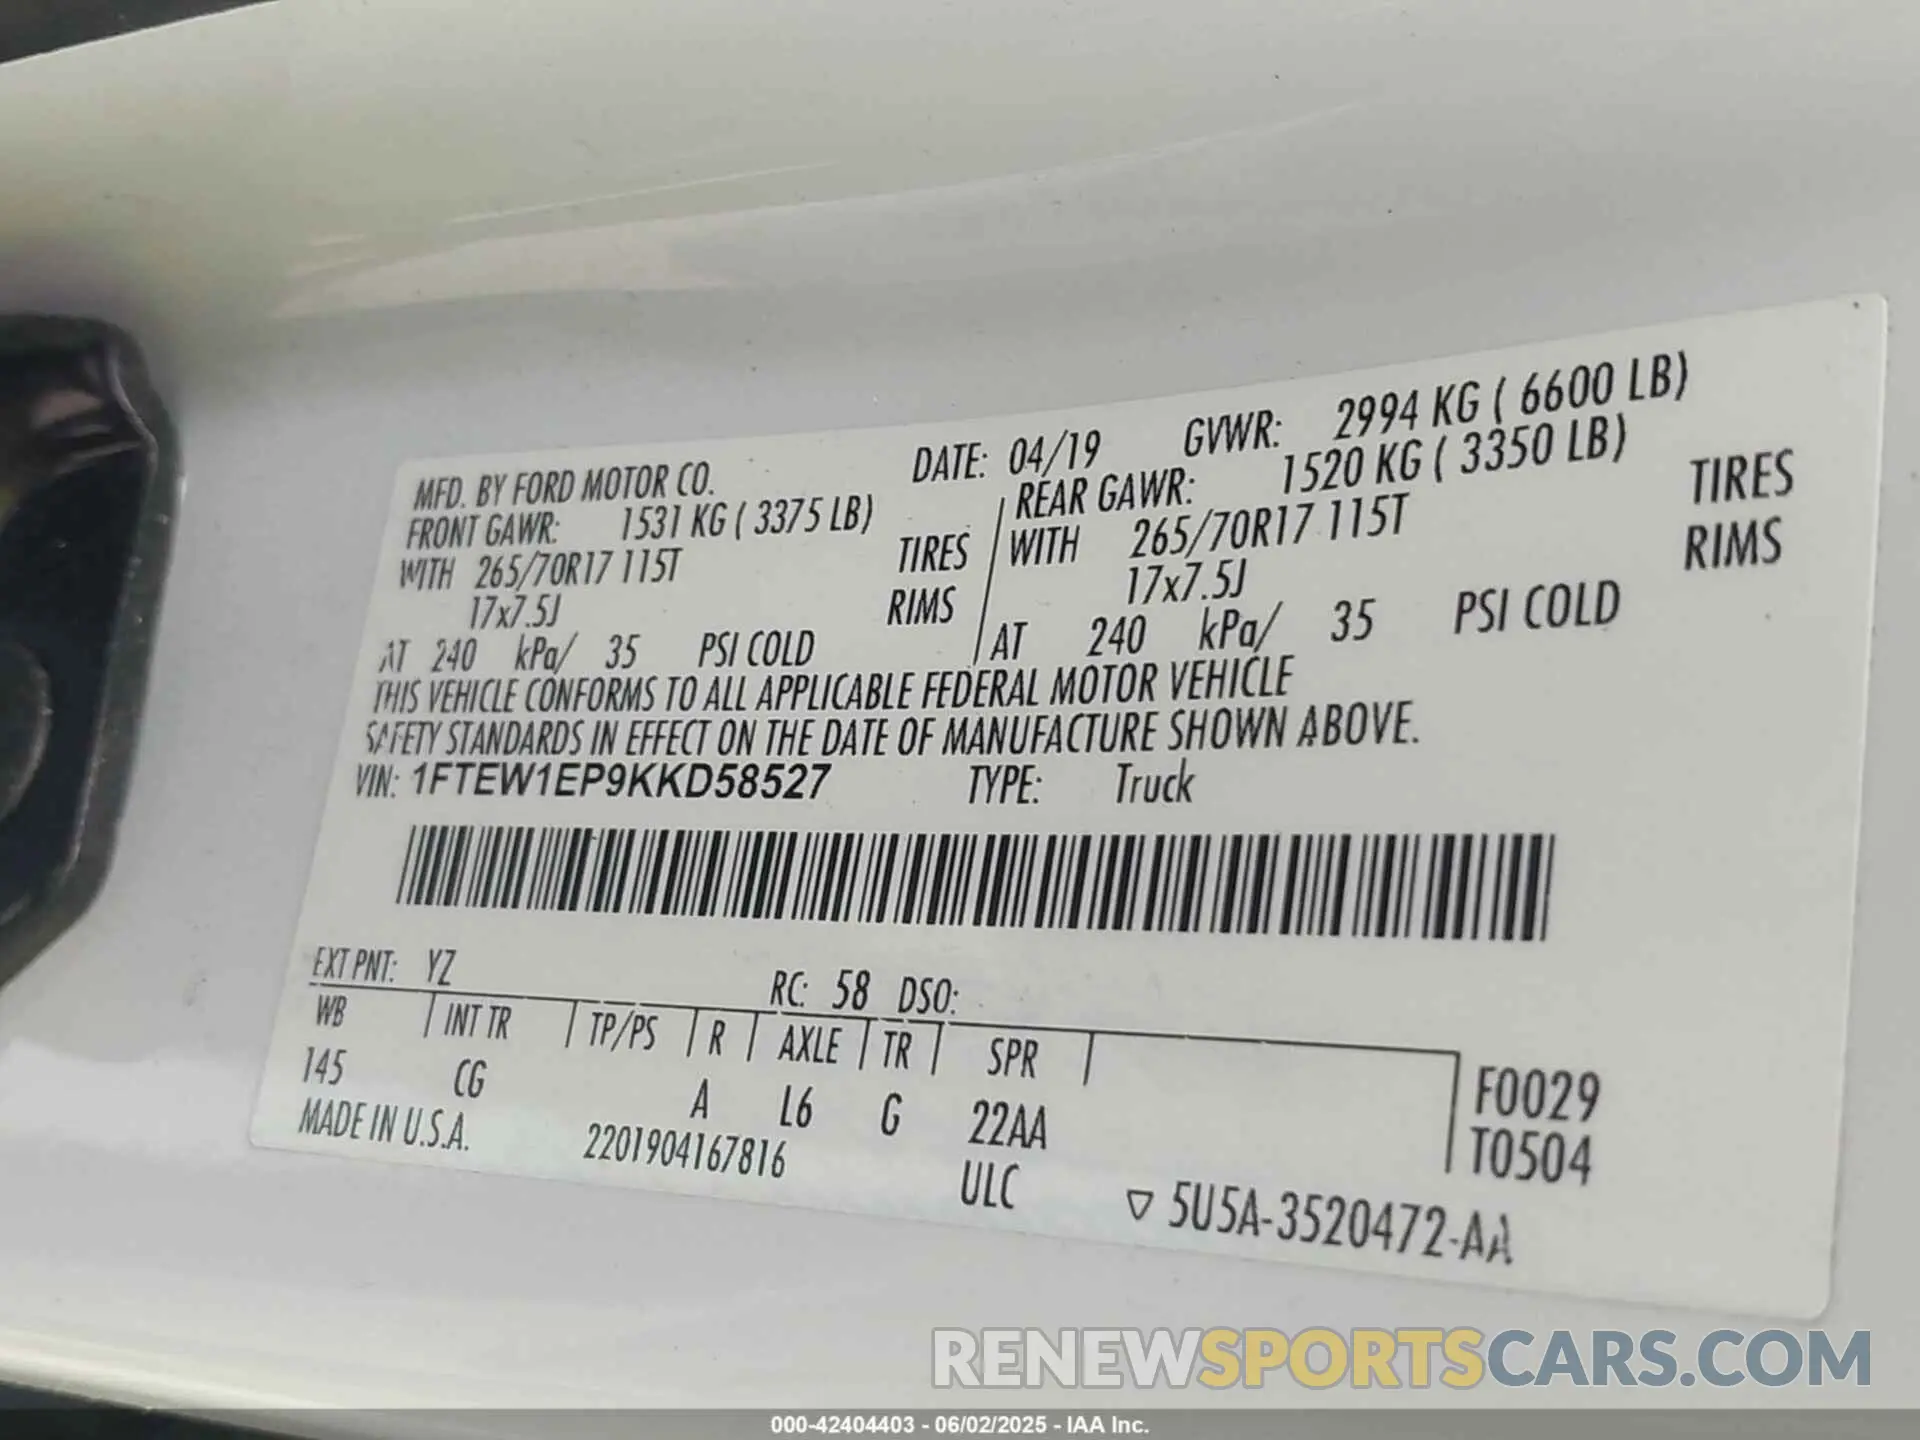 MFD. BY FORD MOTOR CO. DATE: 04/19 GVWR: 2994 KG ( 6600 LB)
FRONT GAWR: 1531 KG ( 3375 LB) REAR GAWR: 1520 KG ( 3350 LB)
WITH 265/70R17 115T TIRES WITH 265/70R17 115T TIRES
17x7.5J RIMS 17x7.5J RIMS
AT 240 kPa/ 35 PSI COLD AT 240 kPa/ 35 PSI COLD
THIS VEHICLE CONFORMS TO ALL APPLICABLE FEDERAL MOTOR VEHICLE
SAFETY STANDARDS IN EFFECT ON THE DATE OF MANUFACTURE SHOWN ABOVE.
VIN: 1FTEW1EP9KKD58527 TYPE: Truck
EXT PNT: YZ RC: 58 DSO:
WB INT TR TP/PS R AXLE TR SPR
145 CG A L6 G 22AA F0029
MADE IN U.S.A. 2201904167816 ULC T0504
▽ 5U5A-3520472-AA
RENEWSPORTSCARS.COM
000-42404403 - 06/02/2025 - IAA Inc.